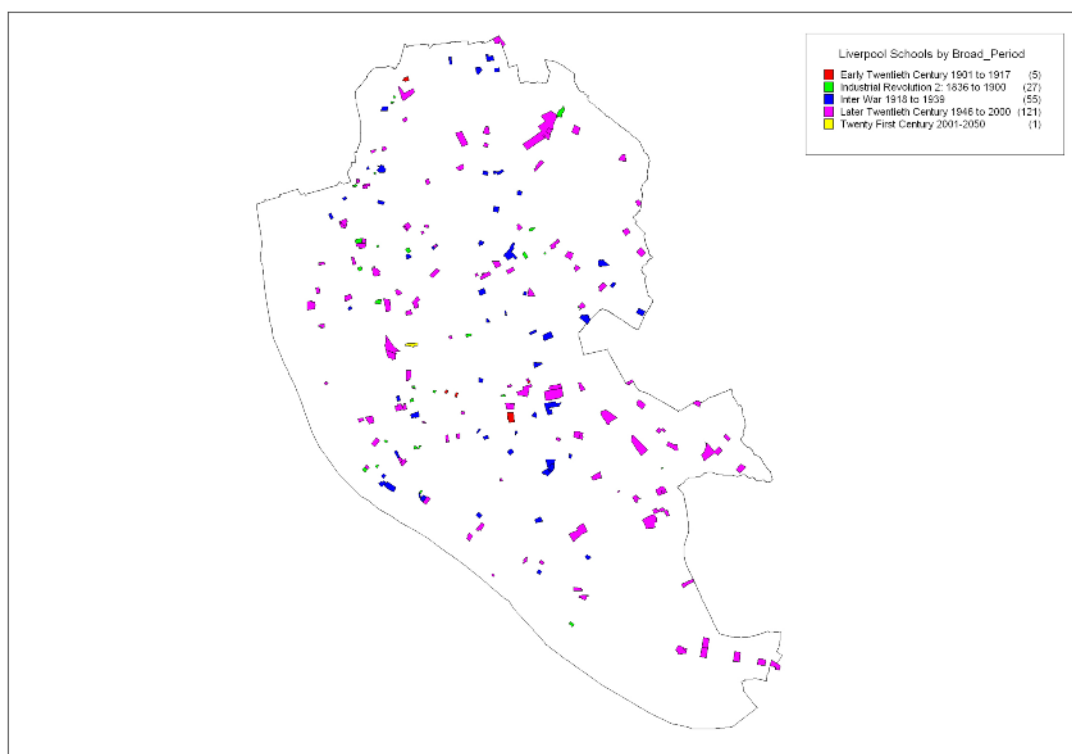 Liverpool Schools by Broad_Period
Early Twentieth Century 1901 to 1917 (5)
Industrial Revolution 2: 1836 to 1900 (27)
Inter War 1918 to 1939 (55)
Later Twentieth Century 1946 to 2000 (121)
Twenty First Century 2001-2050 (1)